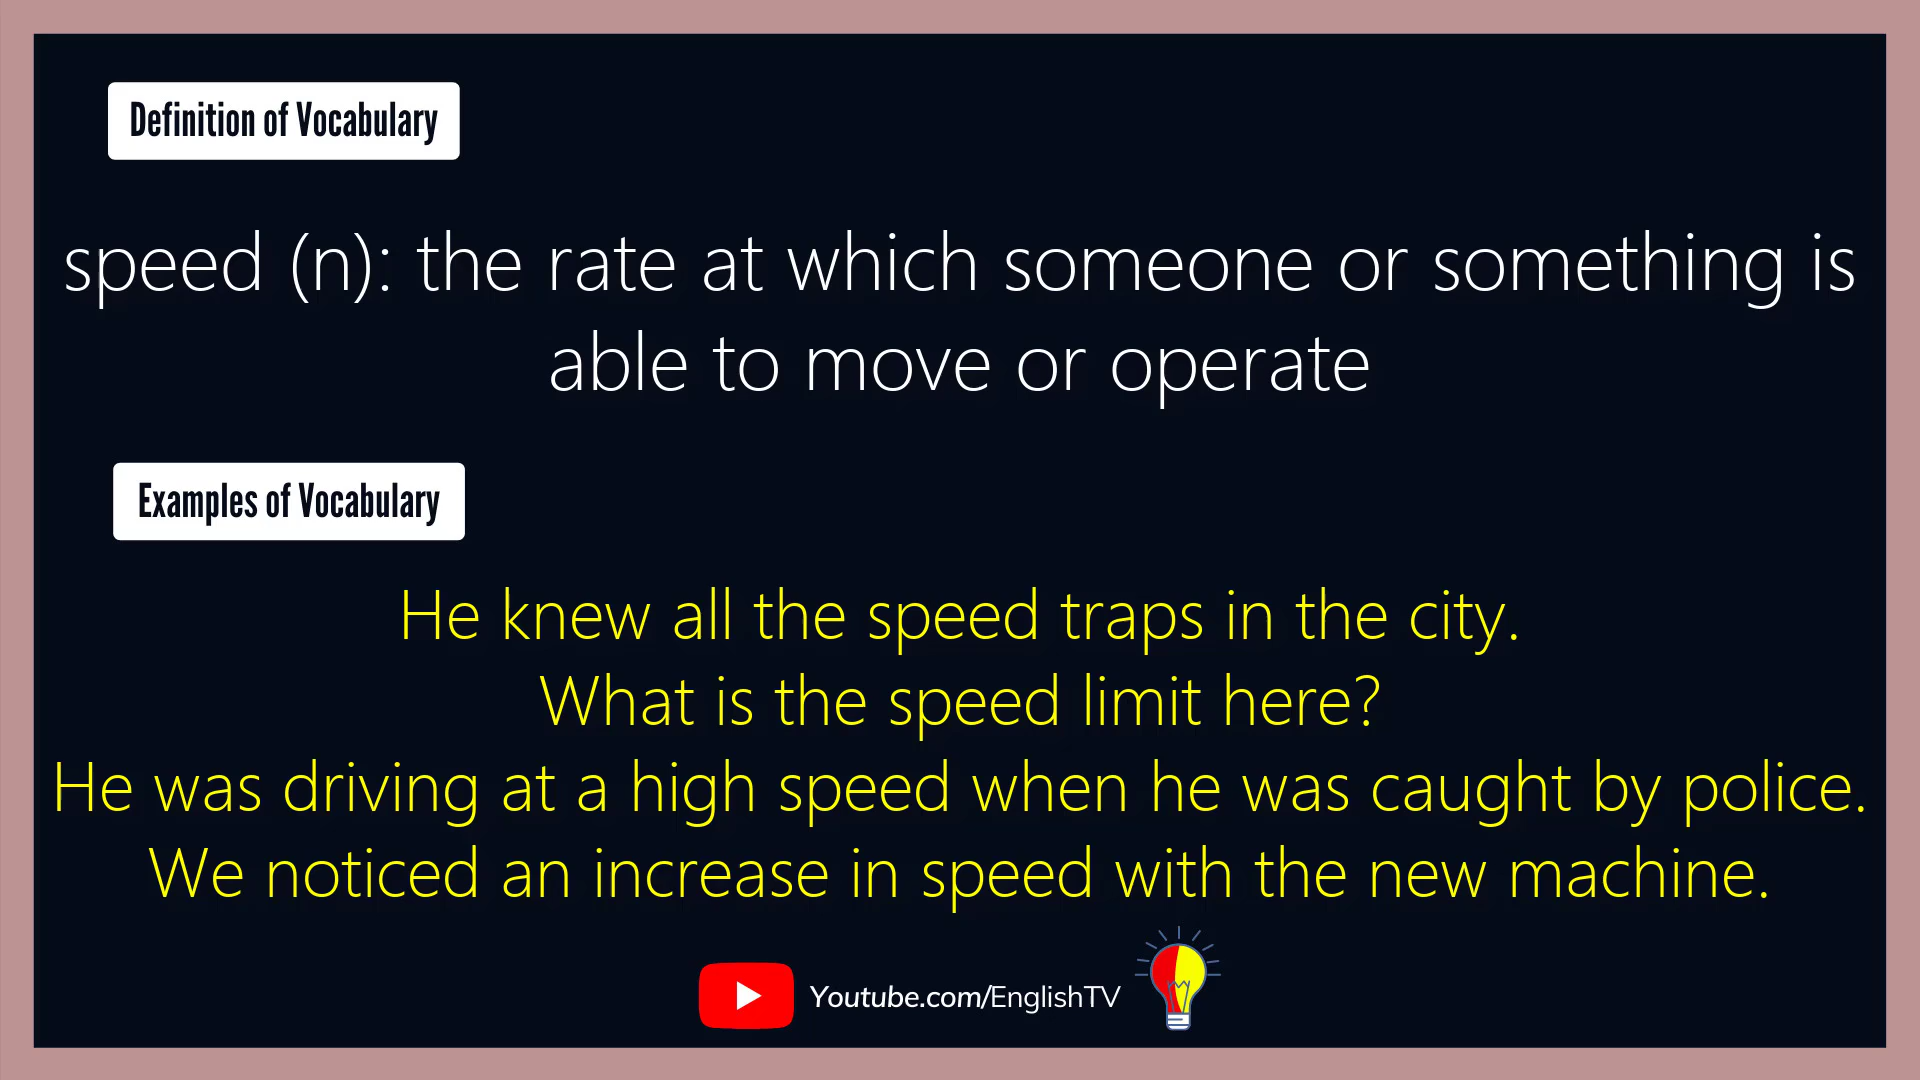 Definition of Vocabulary
speed (n): the rate at which someone or something is
able to move or operate
Examples of Vocabulary
He knew all the speed traps in the city.
What is the speed limit here?
He was driving at a high speed when he was caught by police.
We noticed an increase in speed with the new machine.
Youtube.com/EnglishTV